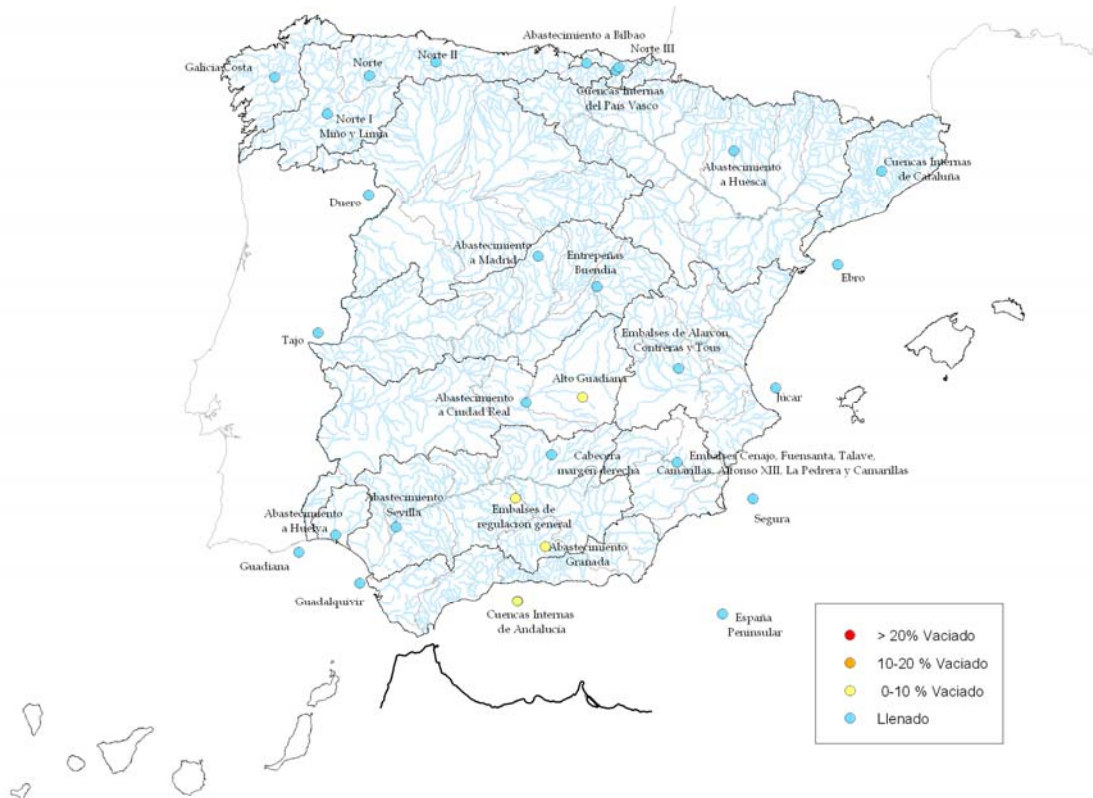 Abastecimiento a Bilbao
Norte II
Norte III
Galicia Costa
Norte
Cuencas Internas
del País Vasco
Norte I
Miño y Limia
Abastecimiento
a Huesca
Cuencas Internas
de Cataluña
Duero
Abastecimiento
a Madrid
Entrepeñas
Buendía
Ebro
Tajo
Embalses de Alarcón,
Contreras y Tous
Alto Guadiana
Júcar
Abastecimiento
a Ciudad Real
Cabecera
margen derecha
Embalses Cenajo, Fuensanta, Talave,
Camarillas, Alfonso XIII, La Pedrera y Camarillas
Abastecimiento
Sevilla
Embalses de
regulación general
Segura
Abastecimiento
a Huelva
Abastecimiento
Granada
Guadiana
Guadalquivir
Cuencas Internas
de Andalucía
España
Peninsular
> 20% Vaciado
10-20 % Vaciado
0-10 % Vaciado
Llenado